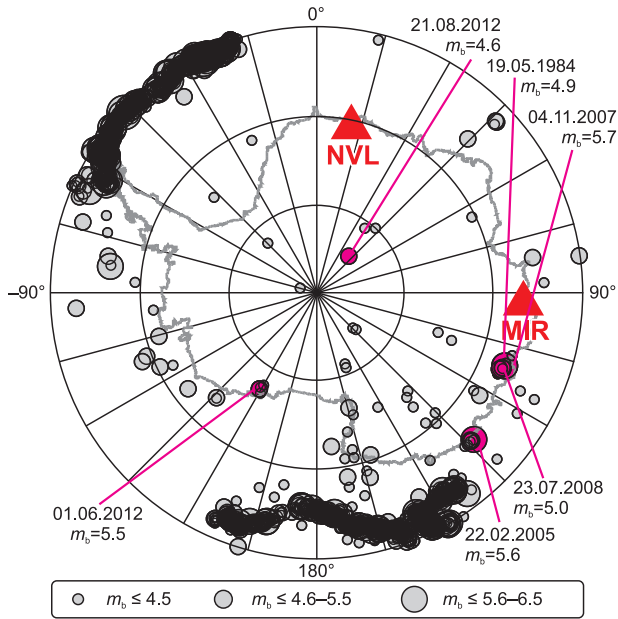 0°
21.08.2012
mb=4.6
19.05.1984
mb=4.9
04.11.2007
mb=5.7
NVL
–90°
90°
MIR
23.07.2008
mb=5.0
22.02.2005
mb=5.6
01.06.2012
mb=5.5
180°
mb ≤ 4.5
mb ≤ 4.6–5.5
mb ≤ 5.6–6.5